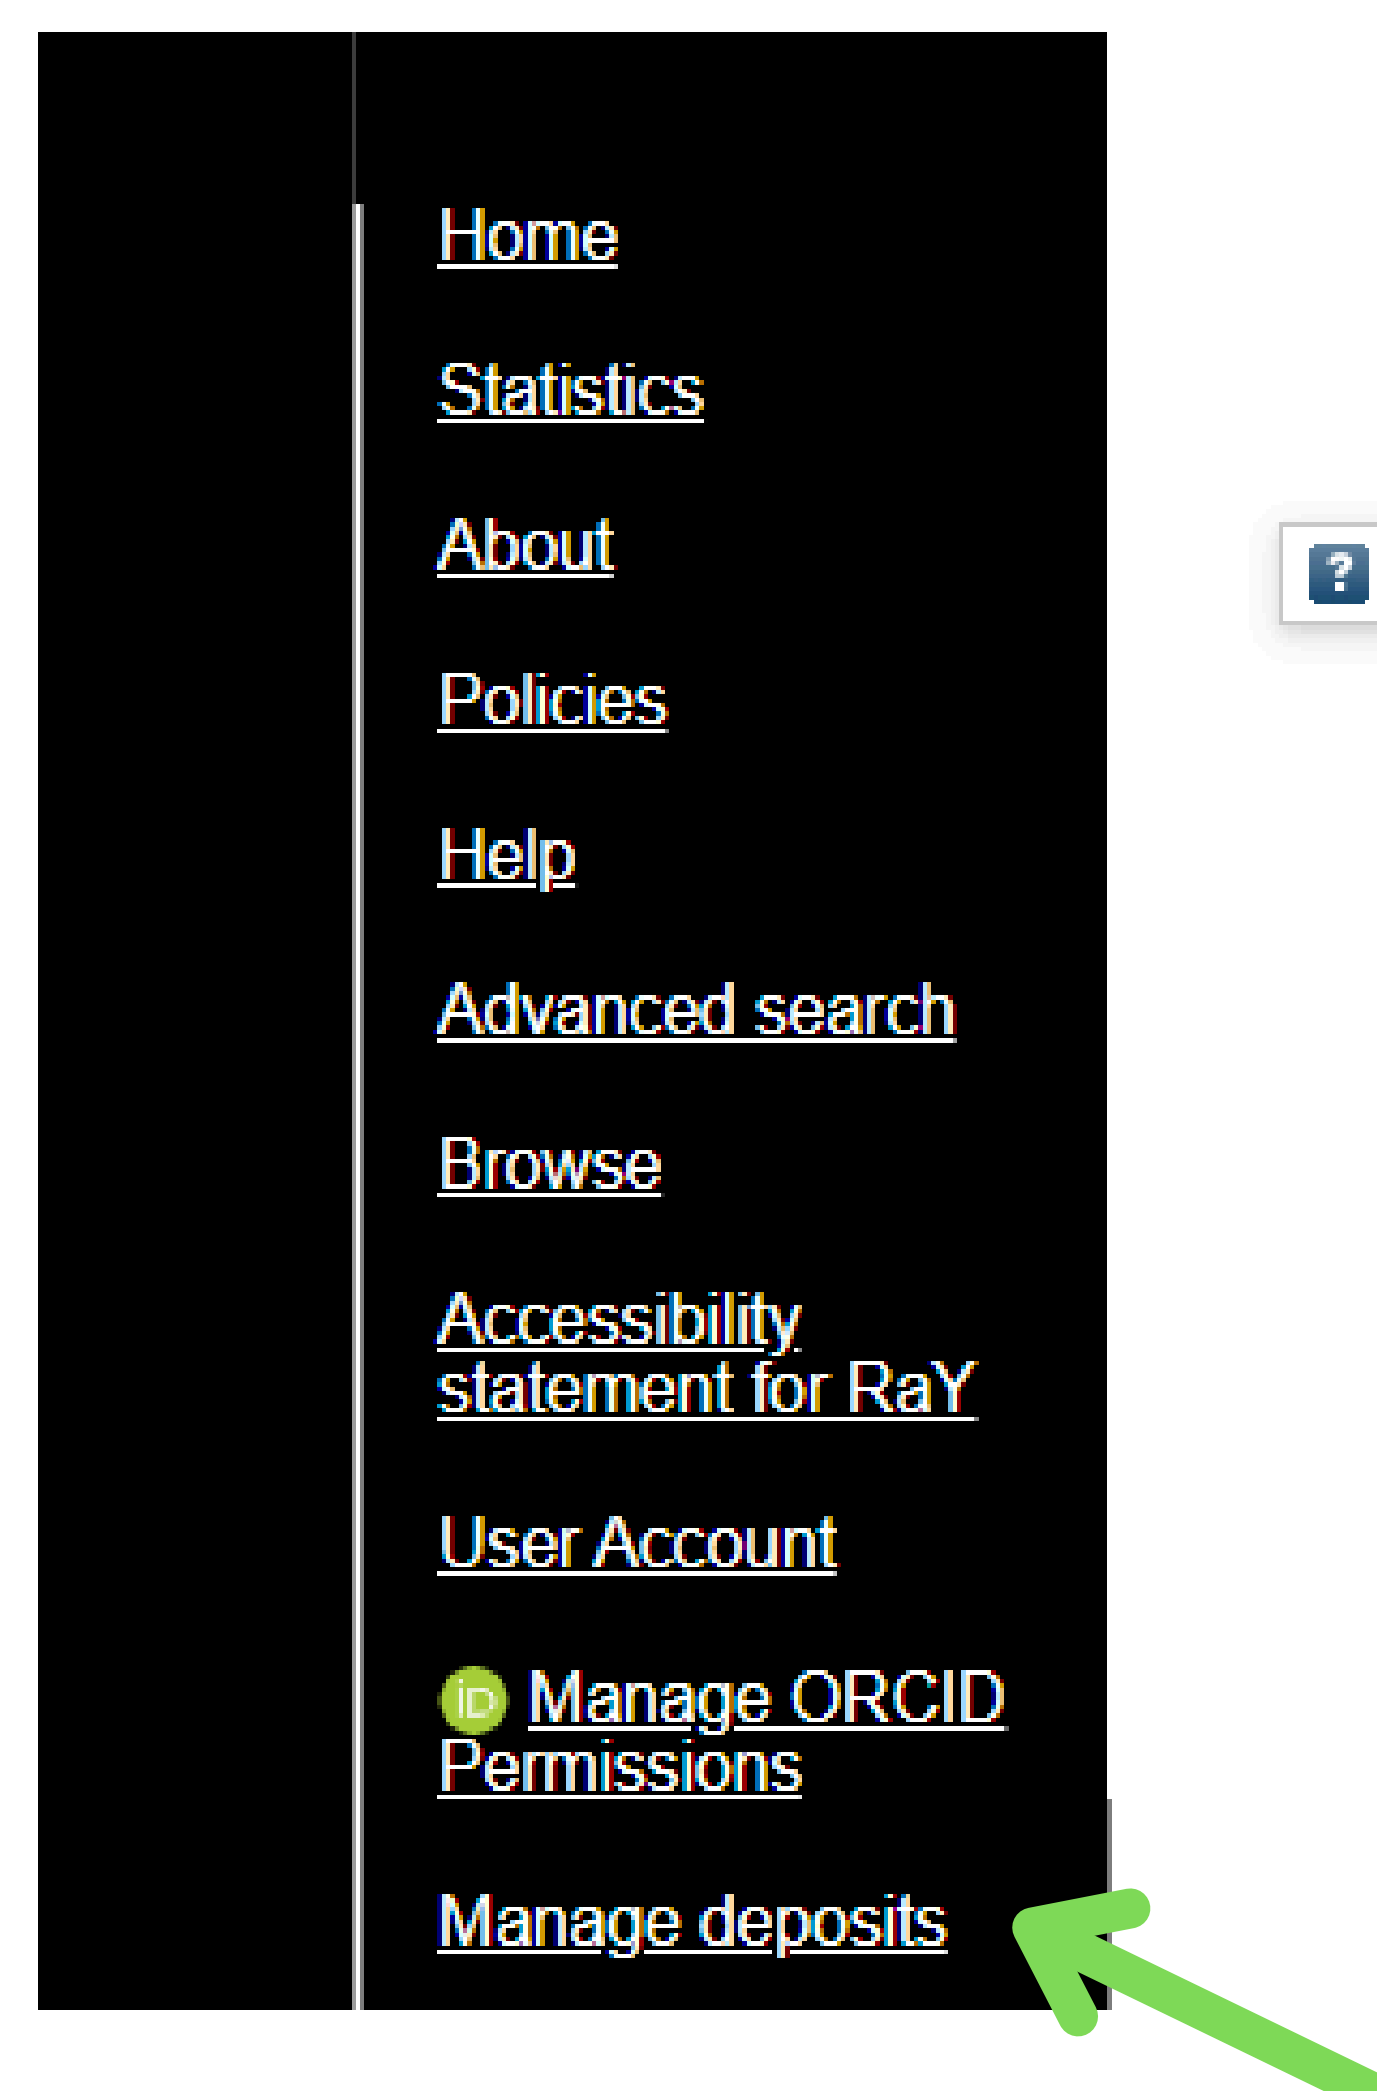 Home
Statistics
About
?
Policies
Help
Advanced search
Browse
Accessibility
statement for RaY
User Account
iD Manage ORCID
Permissions
Manage deposits